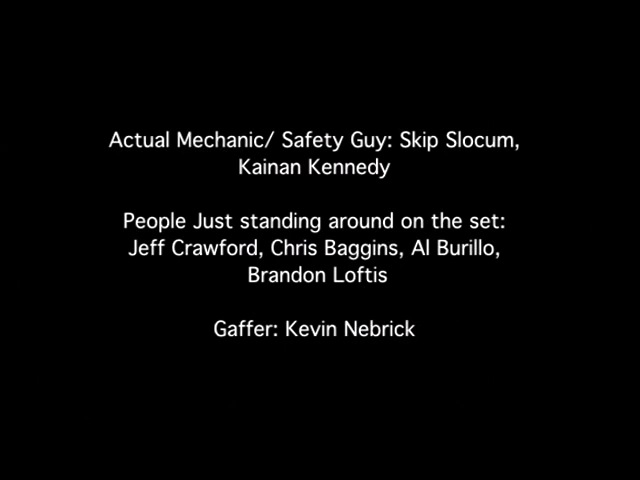 Actual Mechanic/ Safety Guy: Skip Slocum,
Kainan Kennedy
People Just standing around on the set:
Jeff Crawford, Chris Baggins, Al Burillo,
Brandon Loftis
Gaffer: Kevin Nebrick